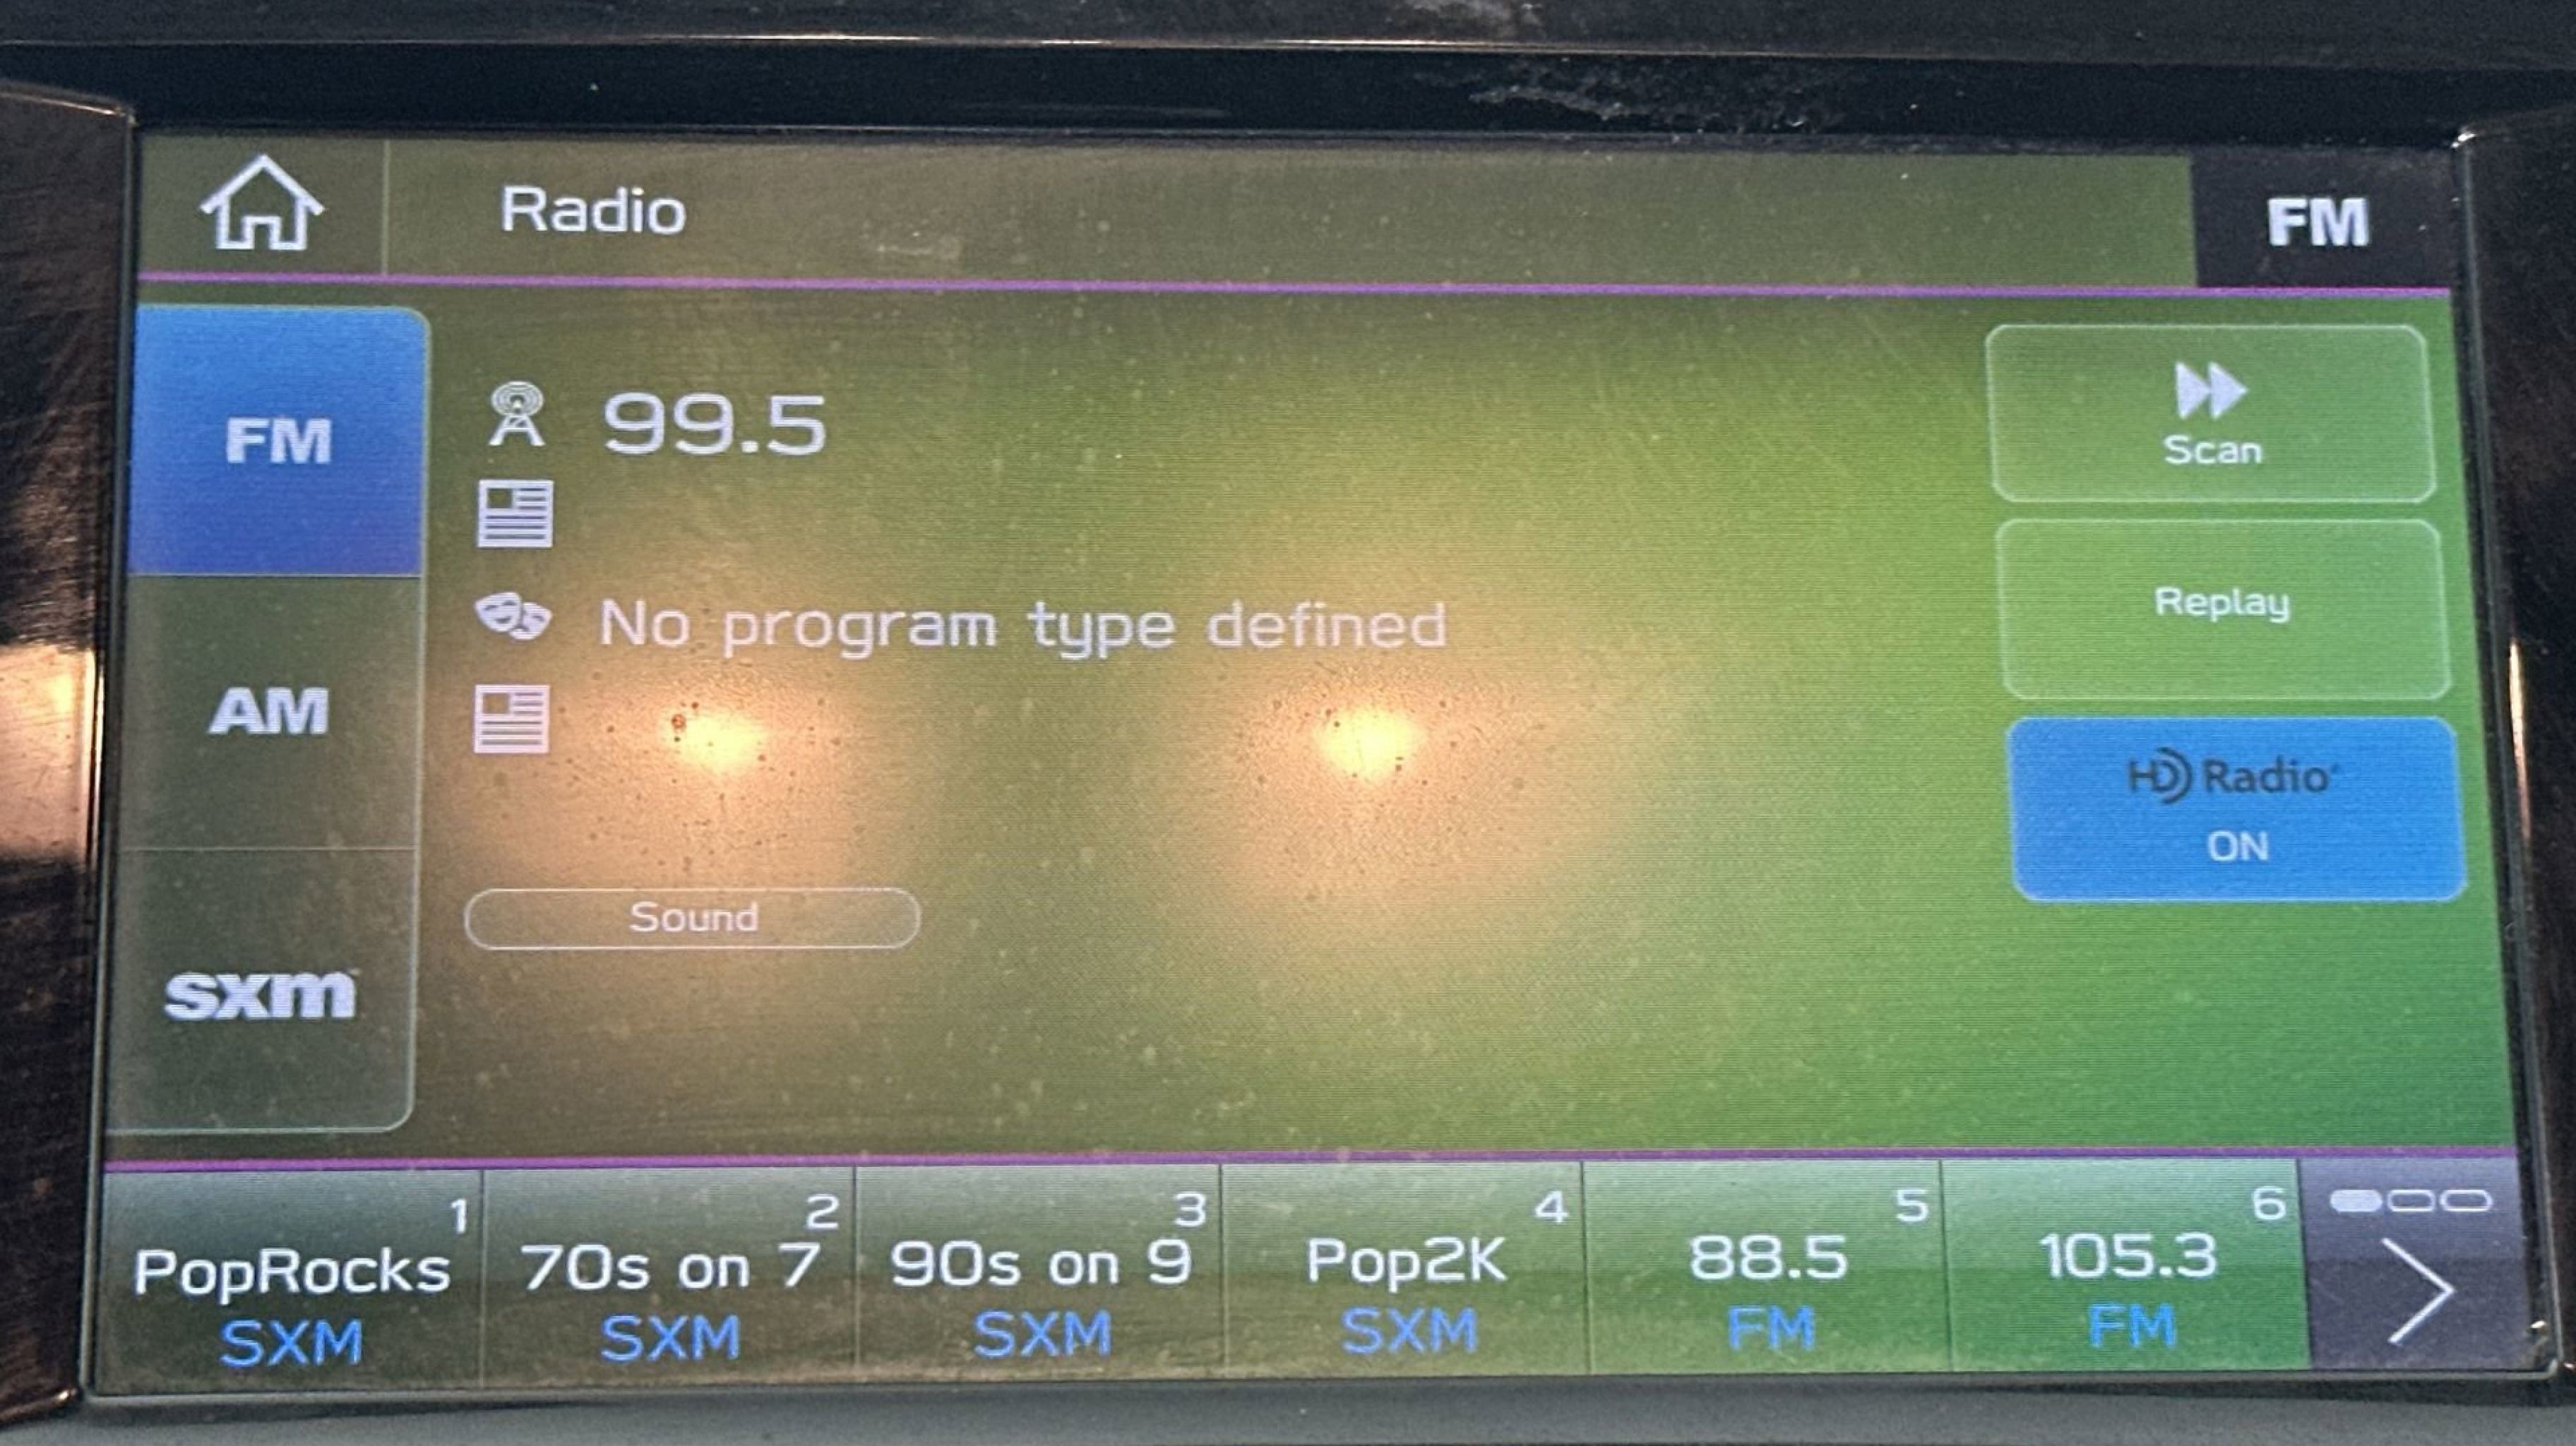 Radio
FM
FM
AM
sxm
99.5
No program type defined
Sound
Scan
Replay
HD Radio
ON
1
PopRocks
SXM
2
70s on 7
SXM
3
90s on 9
SXM
4
Pop2K
SXM
5
88.5
FM
6
105.3
FM